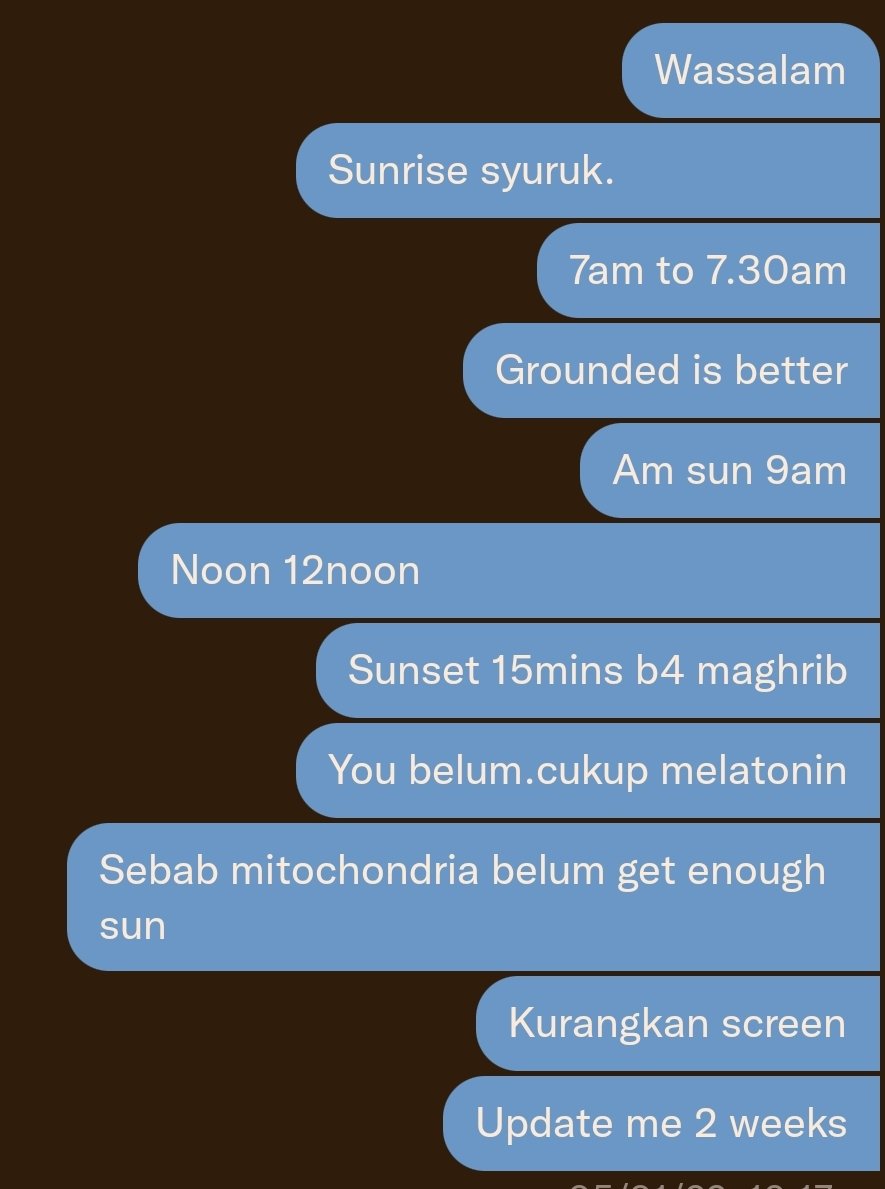 Wassalam
Sunrise syuruk.
7am to 7.30am
Grounded is better
Am sun 9am
Noon 12noon
Sunset 15mins b4 maghrib
You belum.cukup melatonin
Sebab mitochondria belum get enough
sun
Kurangkan screen
Update me 2 weeks